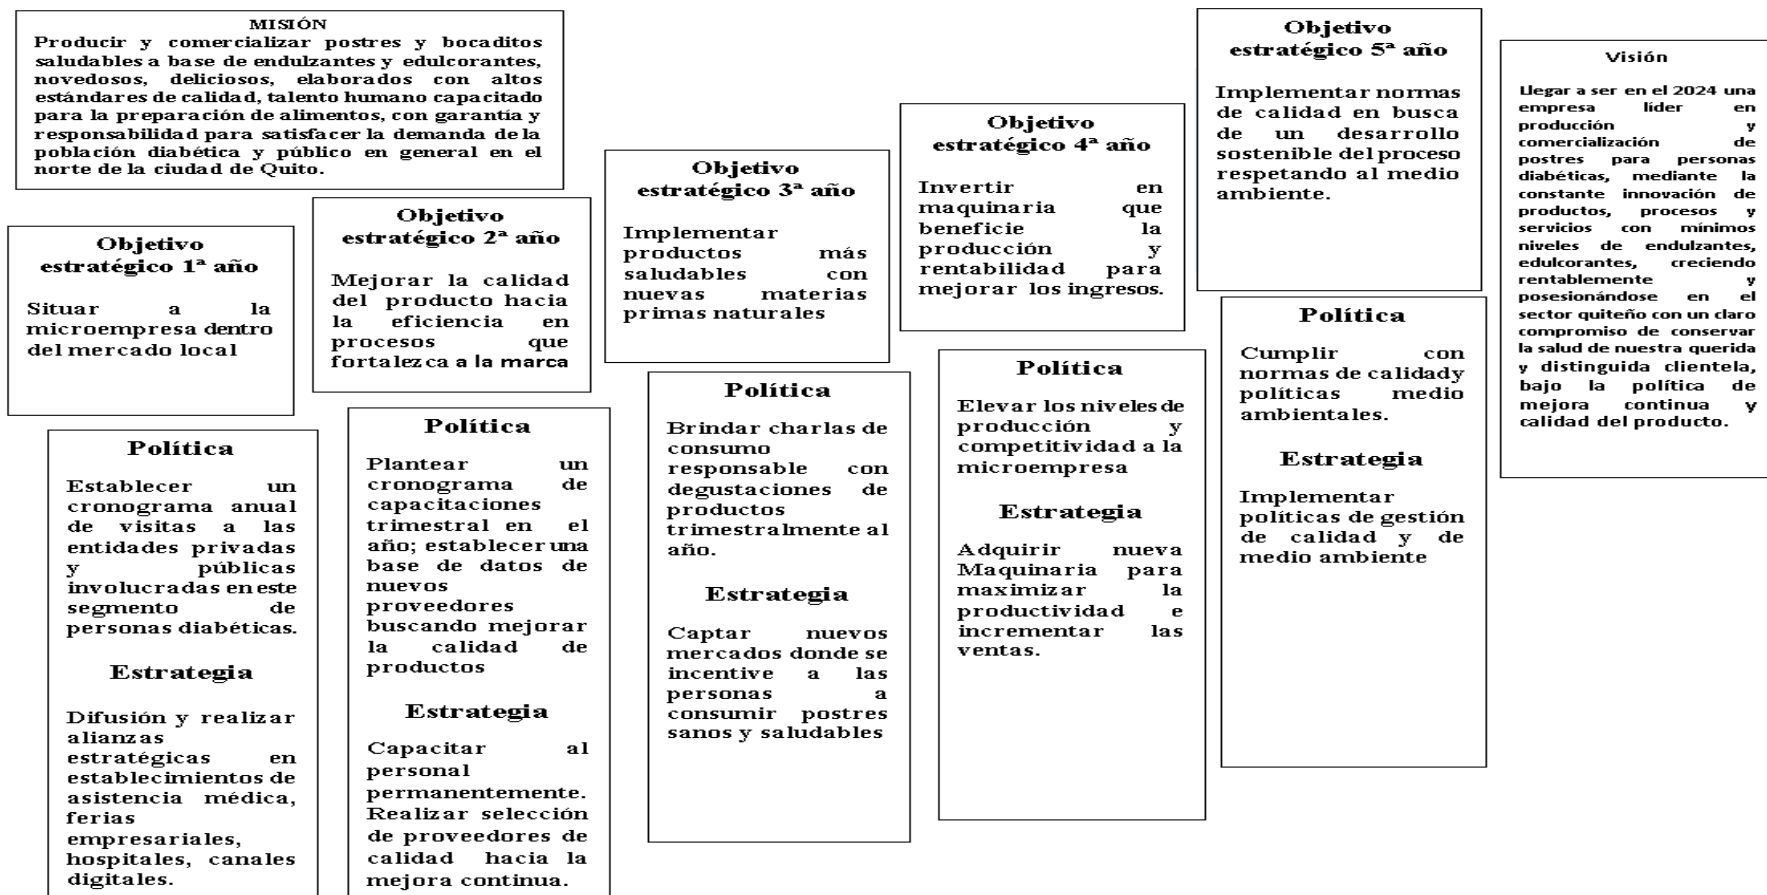 MISIÓN
Producir y comercializar postres y bocaditos
saludables a base de endulzantes y edulcorantes,
novedosos, deliciosos, elaborados con altos
estándares de calidad, talento humano capacitado
para la preparación de alimentos, con garantía y
responsabilidad para satisfacer la demanda de la
población diabética y público en general en el
norte de la ciudad de Quito.
Objetivo
estratégico 1ª año
Situar a la
microempresa dentro
del mercado local
Política
Establecer un
cronograma anual
de visitas a las
entidades privadas
y públicas
involucradas en este
segmento de
personas diabéticas.
Estrategia
Difusión y realizar
alianzas
estratégicas en
establecimientos de
asistencia médica,
ferias
empresariales,
hospitales, canales
digitales.
Objetivo
estratégico 2ª año
Mejorar la calidad
del producto hacia
la eficiencia en
procesos que
fortalezca a la marca
Política
Plantear un
cronograma de
capacitaciones
trimestral en el
año; establecer una
base de datos de
nuevos
proveedores
buscando mejorar
la calidad de
productos
Estrategia
Capacitar al
personal
permanentemente.
Realizar selección
de proveedores de
calidad hacia la
mejora continua.
Objetivo
estratégico 3ª año
Implementar
productos más
saludables con
nuevas materias
primas naturales
Política
Brindar charlas de
consumo
responsable con
degustaciones de
productos
trimestralmente al
año.
Estrategia
Captar nuevos
mercados donde se
incentive a las
personas a
consumir postres
sanos y saludables
Objetivo
estratégico 4ª año
Invertir en
maquinaria que
beneficie la
producción y
rentabilidad para
mejorar los ingresos.
Política
Elevar los niveles de
producción y
competitividad a la
microempresa
Estrategia
Adquirir nueva
Maquinaria para
maximizar la
productividad e
incrementar las
ventas.
Objetivo
estratégico 5ª año
Implementar normas
de calidad en busca
de un desarrollo
sostenible del proceso
respetando al medio
ambiente.
Política
Cumplir con
normas de calidad y
políticas medio
ambientales.
Estrategia
Implementar
políticas de gestión
de calidad y de
medio ambiente
Visión
Llegar a ser en el 2024 una
empresa líder en
producción y
comercialización de
postres para personas
diabéticas, mediante la
constante innovación de
productos, procesos y
servicios con mínimos
niveles de endulzantes,
edulcorantes, creciendo
rentablemente y
posesionándose en el
sector quiteño con un claro
compromiso de conservar
la salud de nuestra querida
y distinguida clientela,
bajo la política de
mejora continua y
calidad del producto.